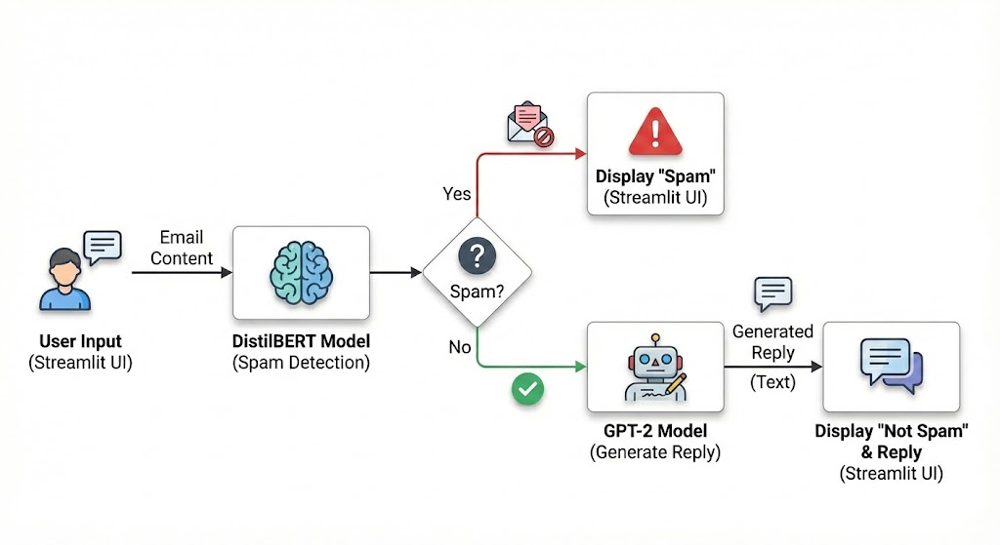 User Input
(Streamlit UI)
Email
Content
DistilBERT Model
(Spam Detection)
Spam?
Yes
Display "Spam"
(Streamlit UI)
No
GPT-2 Model
(Generate Reply)
Generated
Reply
(Text)
Display "Not Spam"
& Reply
(Streamlit UI)